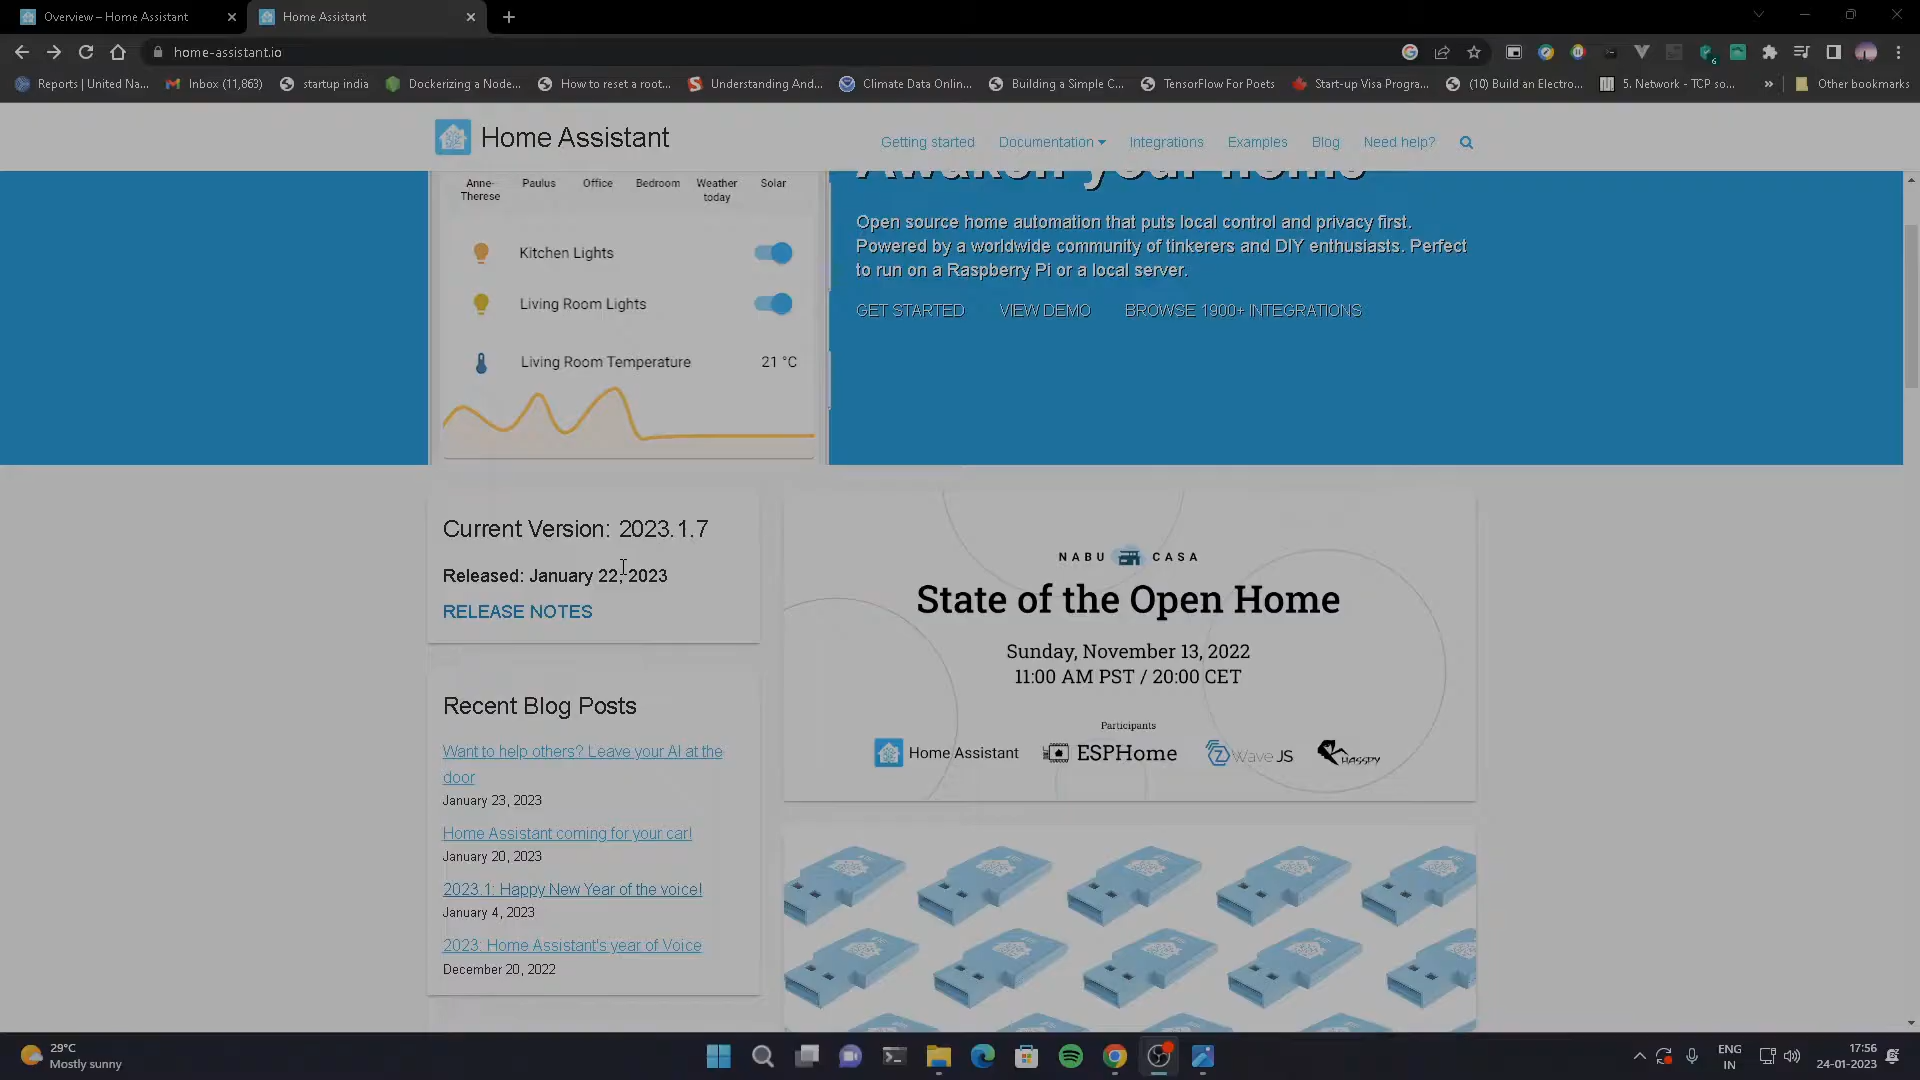 Overview – Home Assistant
Home Assistant
home-assistant.io
Reports | United Na...
Inbox (11,863)
startup india
Dockerizing a Node...
How to reset a root...
Understanding And...
Climate Data Onlin...
Building a Simple C...
TensorFlow For Poets
Start-up Visa Progra...
(10) Build an Electro...
5. Network - TCP so...
»
Other bookmarks
Home Assistant
Getting started
Documentation
Integrations
Examples
Blog
Need help?
Awaken your home
Anne-
Therese
Paulus
Office
Bedroom
Weather
today
Solar
Kitchen Lights
Living Room Lights
Living Room Temperature
21 °C
Open source home automation that puts local control and privacy first.
Powered by a worldwide community of tinkerers and DIY enthusiasts. Perfect
to run on a Raspberry Pi or a local server.
GET STARTED
VIEW DEMO
BROWSE 1900+ INTEGRATIONS
Current Version: 2023.1.7
Released: January 22, 2023
RELEASE NOTES
Recent Blog Posts
Want to help others? Leave your AI at the
door
January 23, 2023
Home Assistant coming for your car!
January 20, 2023
2023.1: Happy New Year of the voice!
January 4, 2023
2023: Home Assistant's year of Voice
December 20, 2022
NABU CASA
State of the Open Home
Sunday, November 13, 2022
11:00 AM PST / 20:00 CET
Participants
Home Assistant
ESPHome
Wave JS
HASSPY
29°C
Mostly sunny
ENG
IN
17:56
24-01-2023